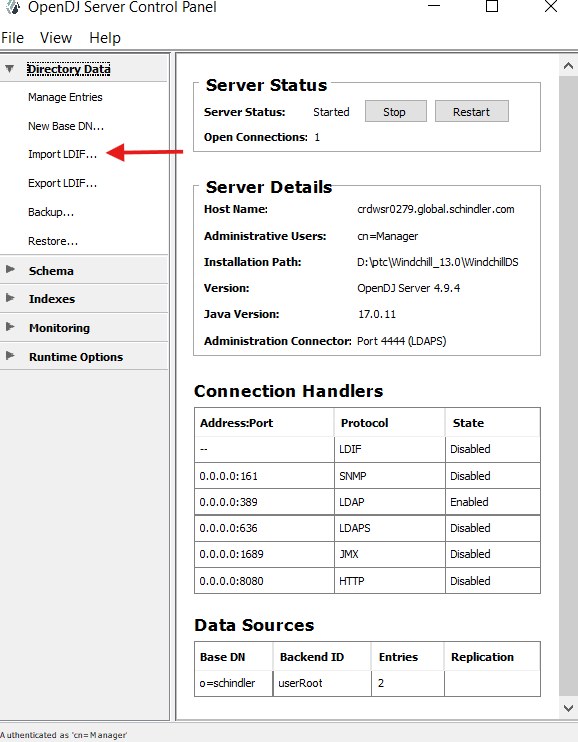 OpenDJ Server Control Panel
File View Help
Directory Data
Manage Entries
New Base DN...
Import LDIF...
Export LDIF...
Backup...
Restore...
Schema
Indexes
Monitoring
Runtime Options
Server Status
Server Status: Started Stop Restart
Open Connections: 1
Server Details
Host Name: crdwsr0279.global.schindler.com
Administrative Users: cn=Manager
Installation Path: D:\ptc\Windchill_13.0\WindchillDS
Version: OpenDJ Server 4.9.4
Java Version: 17.0.11
Administration Connector: Port 4444 (LDAPS)
Connection Handlers
Address:Port Protocol State
-- LDIF Disabled
0.0.0.0:161 SNMP Disabled
0.0.0.0:389 LDAP Enabled
0.0.0.0:636 LDAPS Disabled
0.0.0.0:1689 JMX Disabled
0.0.0.0:8080 HTTP Disabled
Data Sources
Base DN Backend ID Entries Replication
o=schindler userRoot 2
Authenticated as 'cn=Manager'